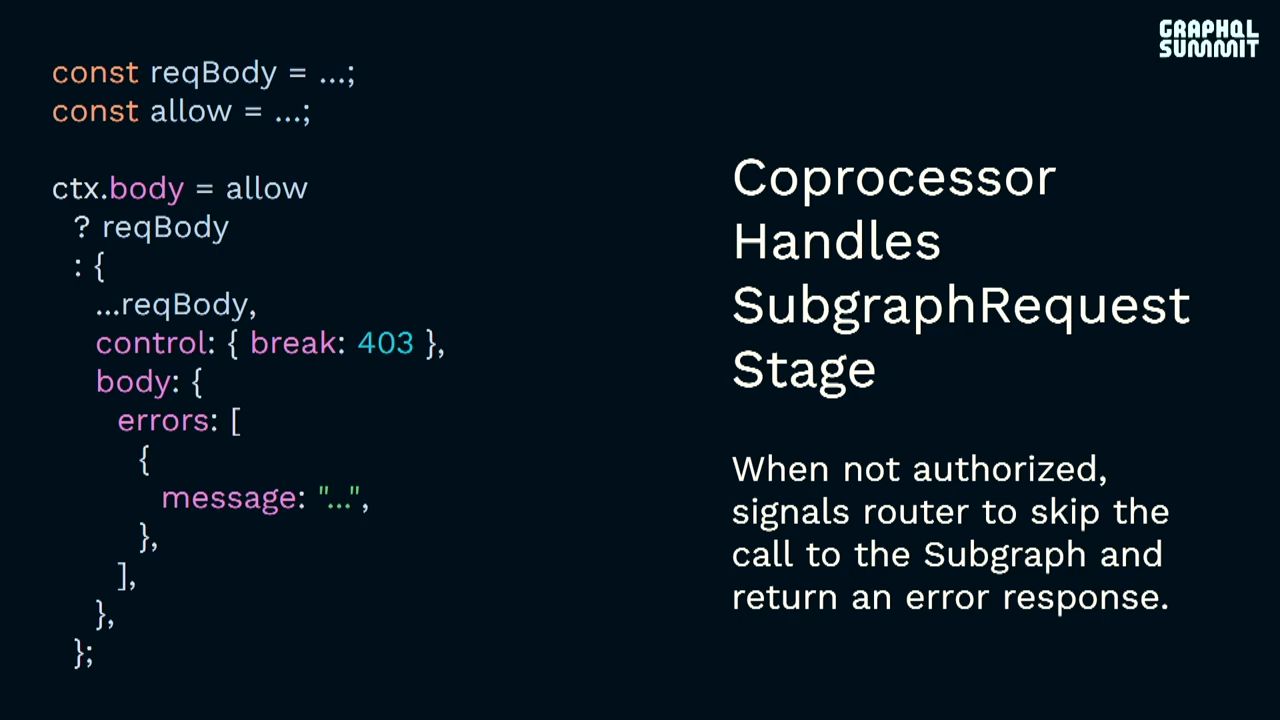 GRAPHQL
SUMMIT
const reqBody = ...;
const allow = ...;
ctx.body = allow
? reqBody
: {
...reqBody,
control: { break: 403 },
body: {
errors: [
{
message: "...",
},
],
},
};
Coprocessor
Handles
SubgraphRequest
Stage
When not authorized,
signals router to skip the
call to the Subgraph and
return an error response.